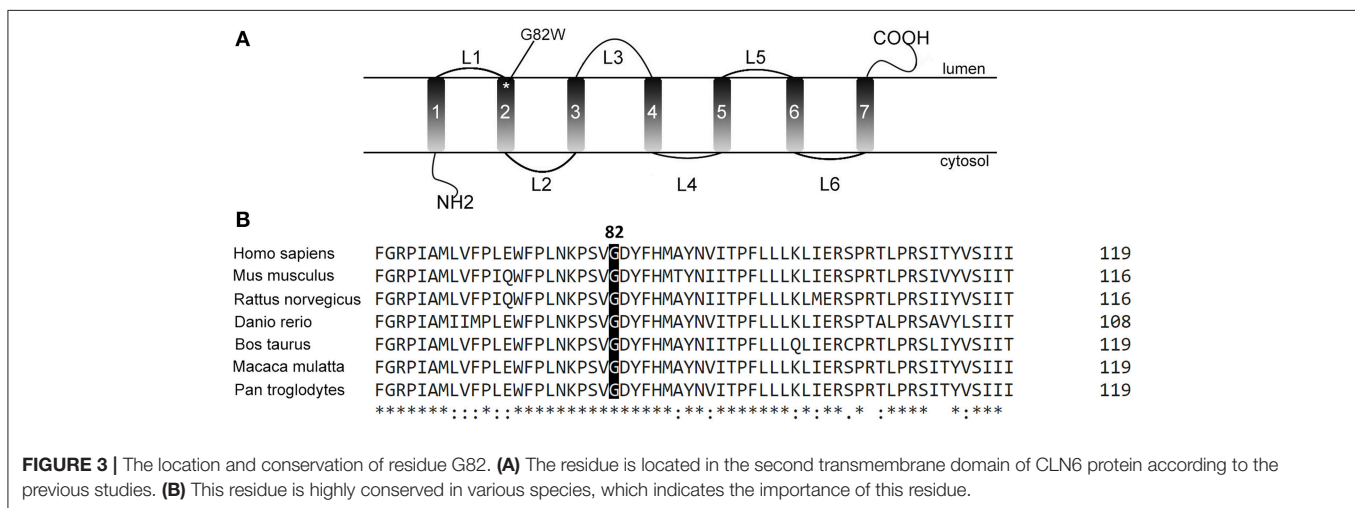 A
G82W
COOH
L1
L3
L5
lumen
*
1 2 3 4 5 6 7
cytosol
NH2
L2
L4
L6
B
82
Homo sapiens FGRPIAMLVFPLEWFPLNKPSVGDYFHMAYNVITPFLLLKLIERSPRTLPRSITYVSIII 119
Mus musculus FGRPIAMLVFPIQWFPLNKPSVGDYFHMTYNIITPFLLLKLIERSPRTLPRSIVYVSIIT 116
Rattus norvegicus FGRPIAMLVFPIQWFPLNKPSVGDYFHMAYNIITPFLLLKLMERSPRTLPRSIIYVSIIT 116
Danio rerio FGRPIAMIIMPLEWFPLNKPSVGDYFHMAYNVITPFLLLKLIERSPTALPRSAVYLSIIT 108
Bos taurus FGRPIAMLVFPLEWFPLNKPSVGDYFHMAYNIITPFLLLQLIERCPRTLPRSLIYVSIIT 119
Macaca mulatta FGRPIAMLVFPLEWFPLNKPSVGDYFHMAYNVITPFLLLKLIERSPRTLPRSITYVSIII 119
Pan troglodytes FGRPIAMLVFPLEWFPLNKPSVGDYFHMAYNVITPFLLLKLIERSPRTLPRSITYVSIII 119
*******:::*::****************:**:*******:*:**.* :****  *:***
FIGURE 3 | The location and conservation of residue G82. (A) The residue is located in the second transmembrane domain of CLN6 protein according to the
previous studies. (B) This residue is highly conserved in various species, which indicates the importance of this residue.